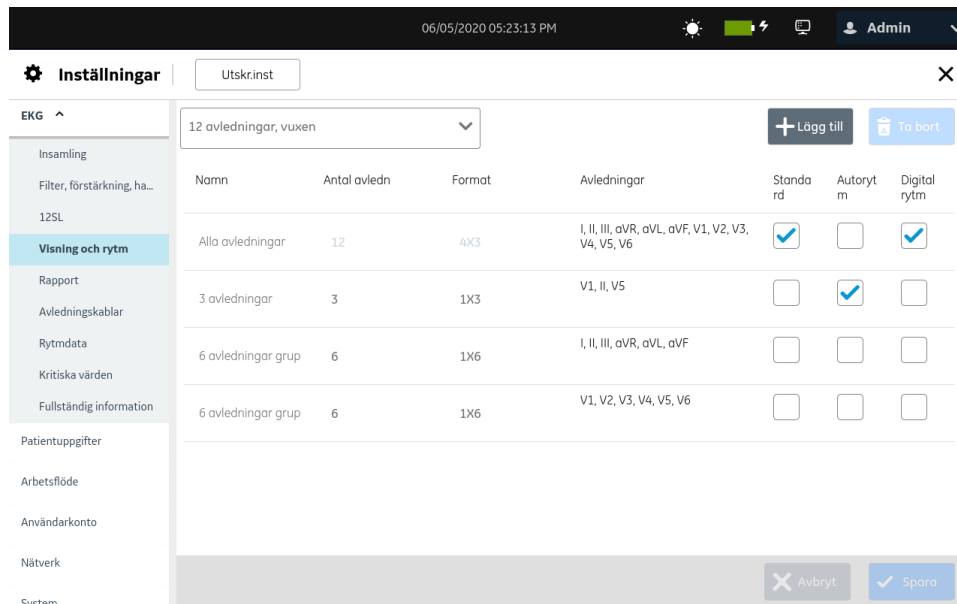 06/05/2020 05:23:13 PM
Admin
Inställningar
Utskr.inst
EKG
12 avledningar, vuxen
Lägg till
Ta bort
Insamling
Filter, förstärkning, ha...
12SL
Visning och rytm
Rapport
Avledningskablar
Rytmdata
Kritiska värden
Fullständig information
Patientuppgifter
Arbetsflöde
Användarkonto
Nätverk
System
Namn
Antal avledn
Format
Avledningar
Standa
rd
Autoryt
m
Digital
rytm
Alla avledningar
12
4X3
I, II, III, aVR, aVL, aVF, V1, V2, V3,
V4, V5, V6
3 avledningar
3
1X3
V1, II, V5
6 avledningar grup
6
1X6
I, II, III, aVR, aVL, aVF
6 avledningar grup
6
1X6
V1, V2, V3, V4, V5, V6
Avbryt
Spara